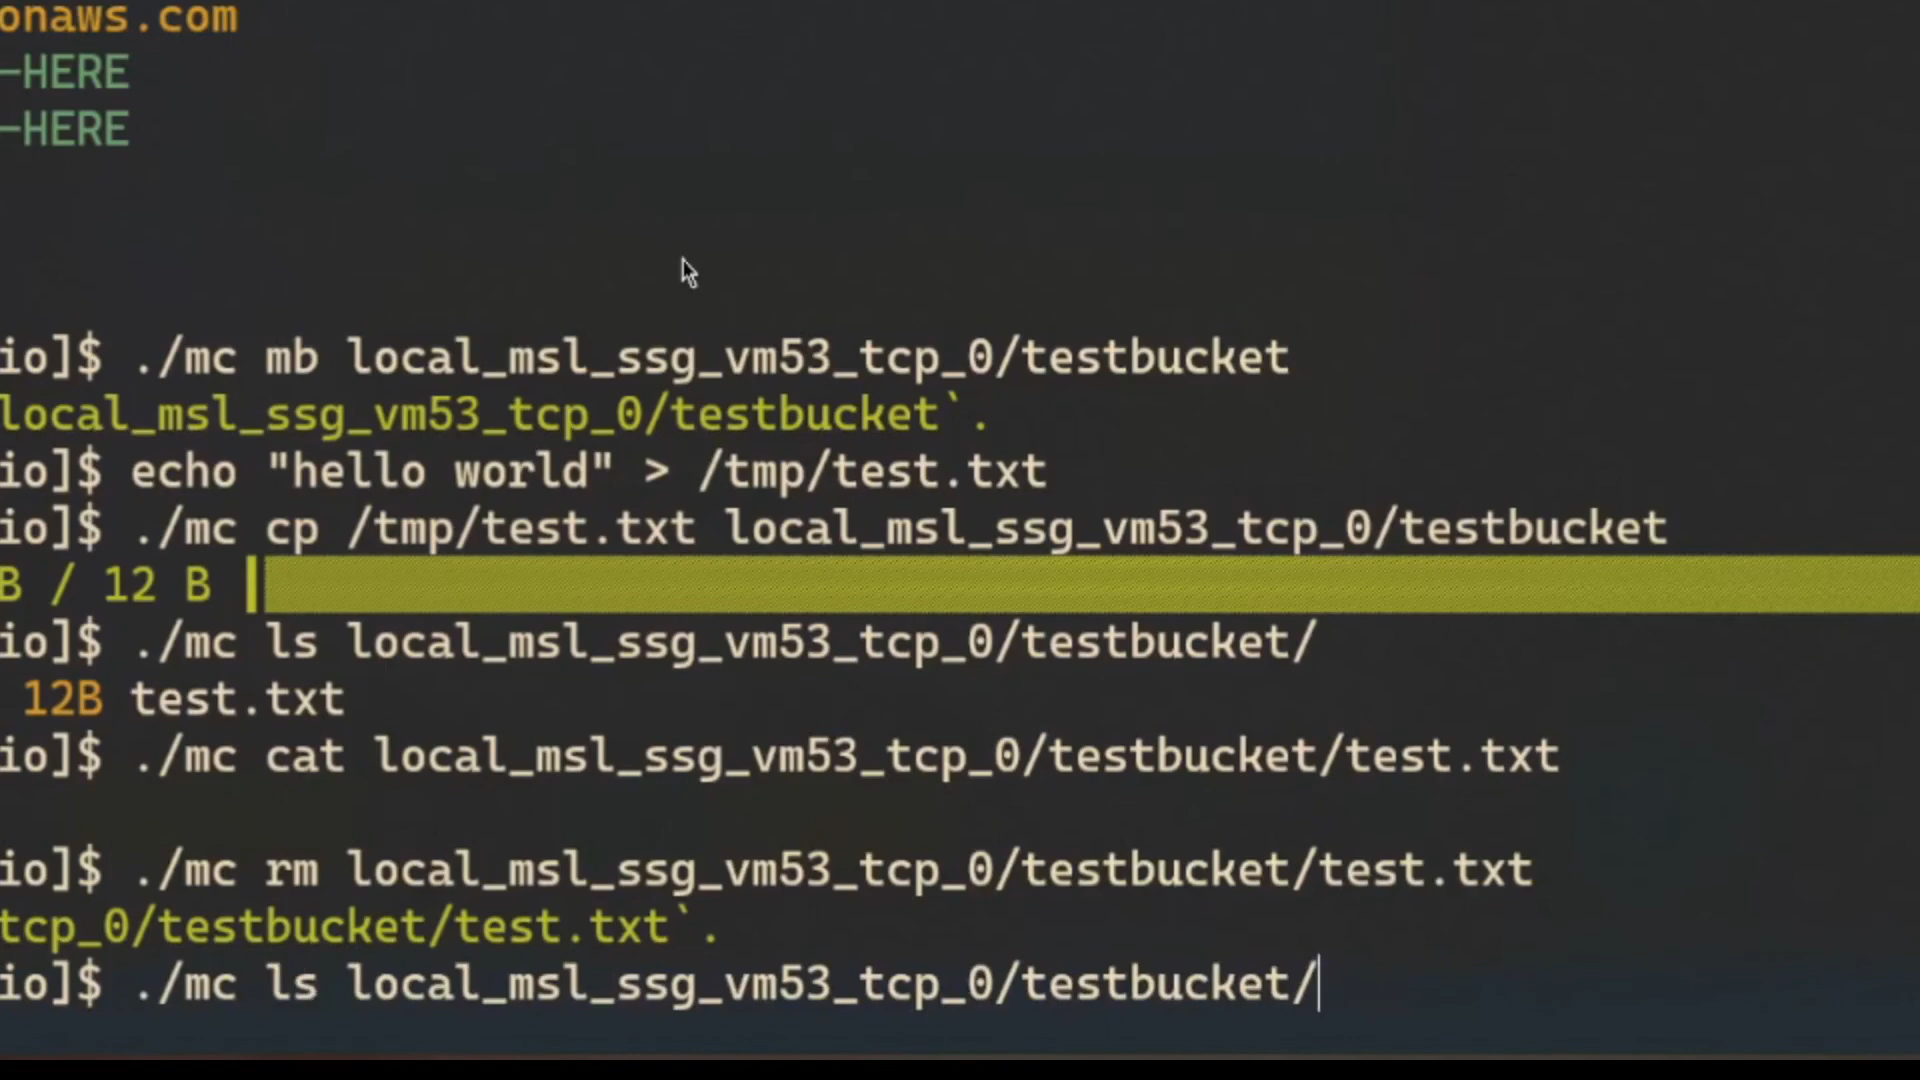 onaws.com
-HERE
-HERE
io]$ ./mc mb local_msl_ssg_vm53_tcp_0/testbucket
local_msl_ssg_vm53_tcp_0/testbucket`.
io]$ echo "hello world" > /tmp/test.txt
io]$ ./mc cp /tmp/test.txt local_msl_ssg_vm53_tcp_0/testbucket
B / 12 B
io]$ ./mc ls local_msl_ssg_vm53_tcp_0/testbucket/
12B test.txt
io]$ ./mc cat local_msl_ssg_vm53_tcp_0/testbucket/test.txt
io]$ ./mc rm local_msl_ssg_vm53_tcp_0/testbucket/test.txt
tcp_0/testbucket/test.txt`.
io]$ ./mc ls local_msl_ssg_vm53_tcp_0/testbucket/